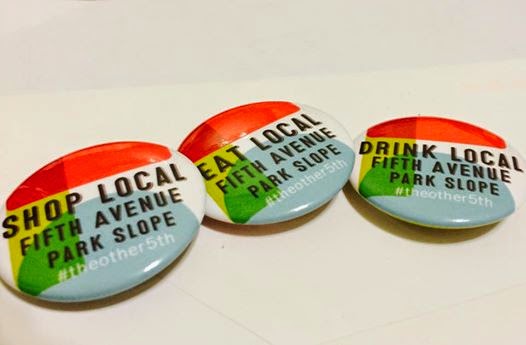 SHOP LOCAL
FIFTH AVENUE
PARK SLOPE
#theother5th
EAT LOCAL
FIFTH AVENUE
PARK SLOPE
#theother5th
DRINK LOCAL
FIFTH AVENUE
PARK SLOPE
#theother5th